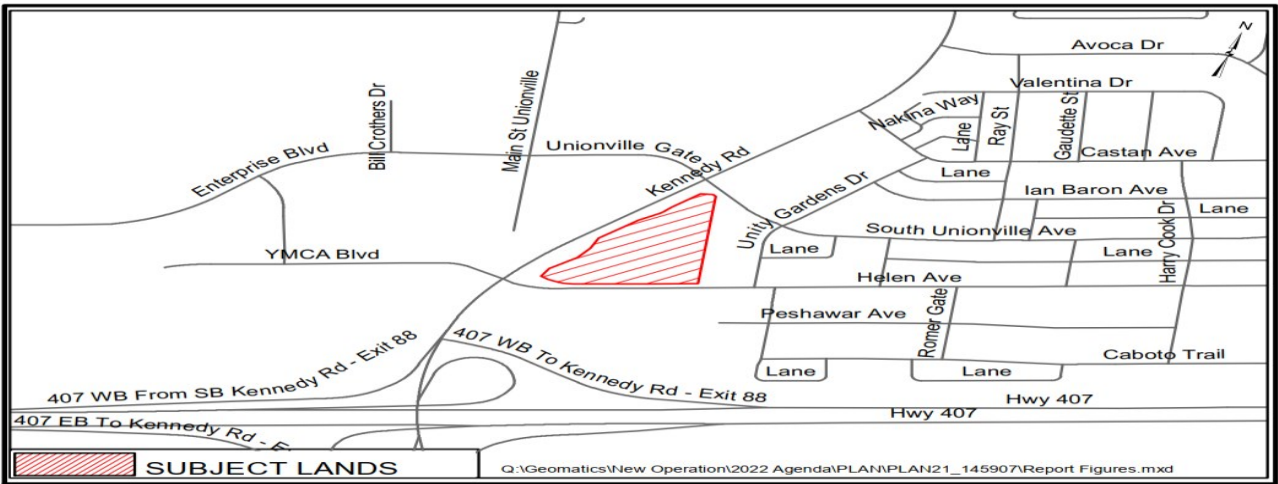 N
Avoca Dr
Valentina Dr
Main St Unionville
Bill Crothers Dr
Nakina Way
Lane
Ray St
Gaudette St
Enterprise Blvd
Unionville Gate
Castan Ave
Kennedy Rd
Lane
Ian Baron Ave
Unity Gardens Dr
Lane
Harry Cook Dr
South Unionville Ave
Lane
YMCA Blvd
Lane
Helen Ave
Peshawar Ave
Romer Gate
407 WB To Kennedy Rd - Exit 88
407 WB From SB Kennedy Rd - Exit 88
Caboto Trail
Lane
Lane
Hwy 407
Hwy 407
407 EB To Kennedy Rd - E
SUBJECT LANDS
Q:\Geomatics\New Operation\2022 Agenda\PLAN\PLAN21_145907\Report Figures.mxd